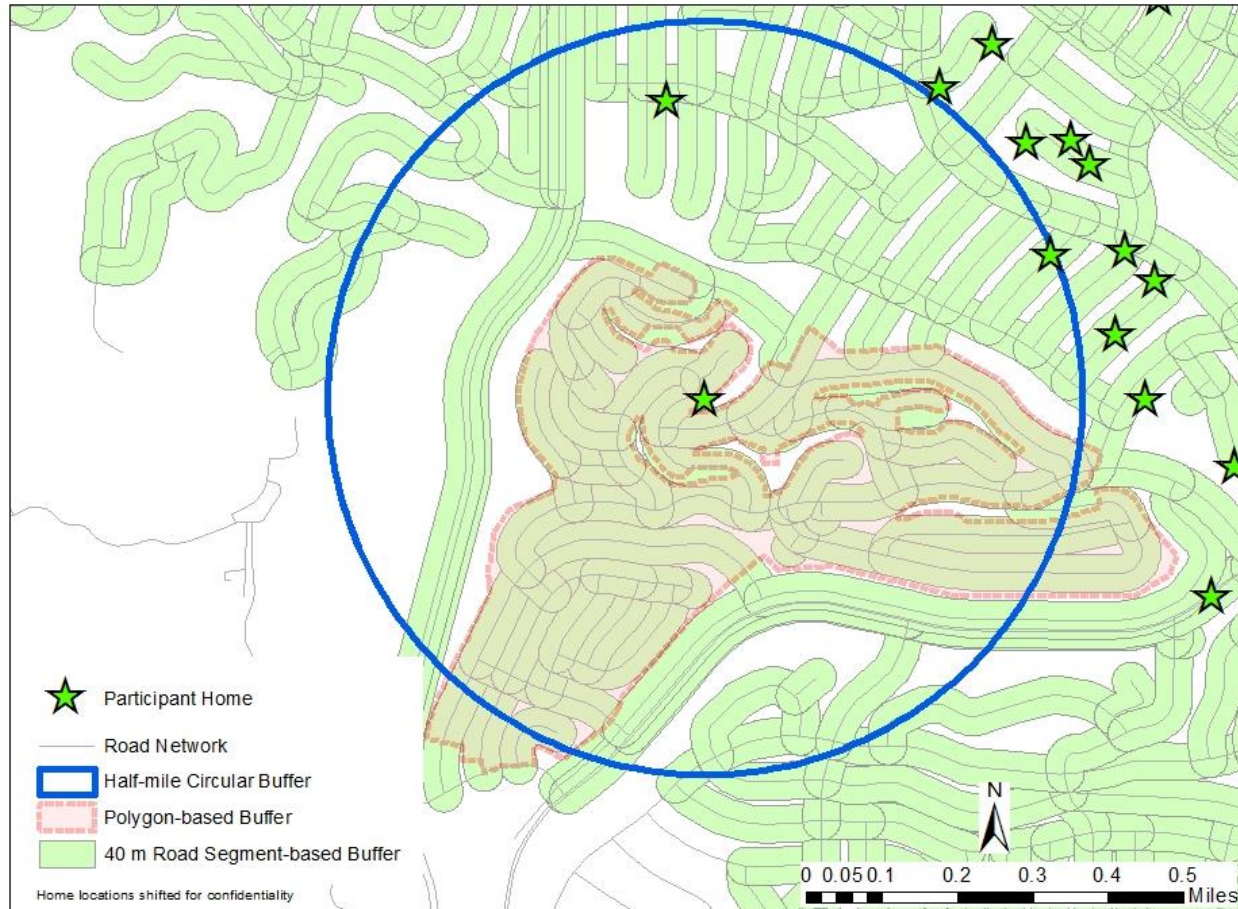 Participant Home
Road Network
Half-mile Circular Buffer
Polygon-based Buffer
40 m Road Segment-based Buffer
Home locations shifted for confidentiality
N
0 0.05 0.1 0.2 0.3 0.4 0.5
Miles